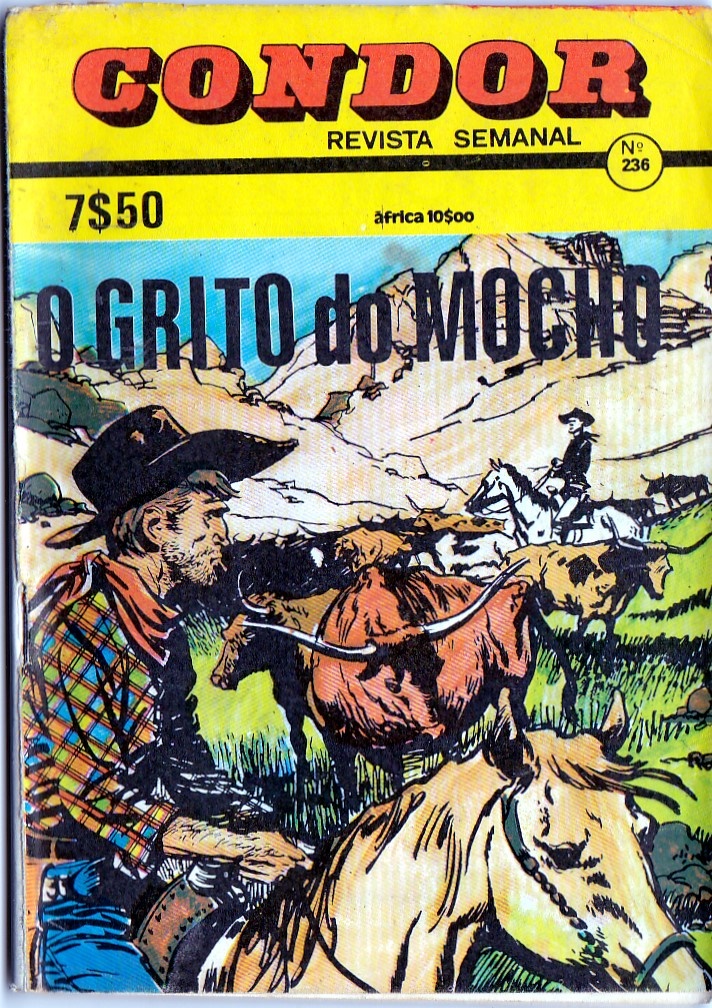 CONDOR
REVISTA SEMANAL
Nº
236
7$50
áfrica 10$00
O GRITO do MOCHO